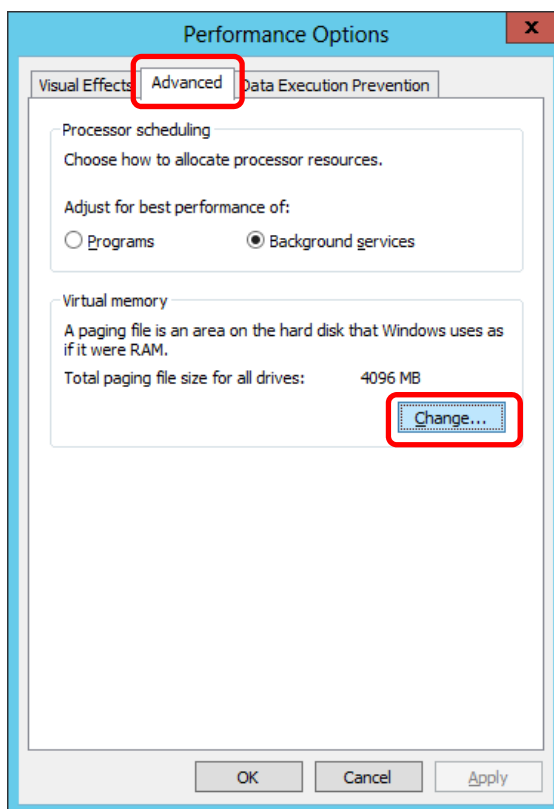 Performance Options
x
Visual Effects Advanced Data Execution Prevention
Processor scheduling
Choose how to allocate processor resources.
Adjust for best performance of:
Programs Background services
Virtual memory
A paging file is an area on the hard disk that Windows uses as
if it were RAM.
Total paging file size for all drives: 4096 MB
Change...
OK Cancel Apply